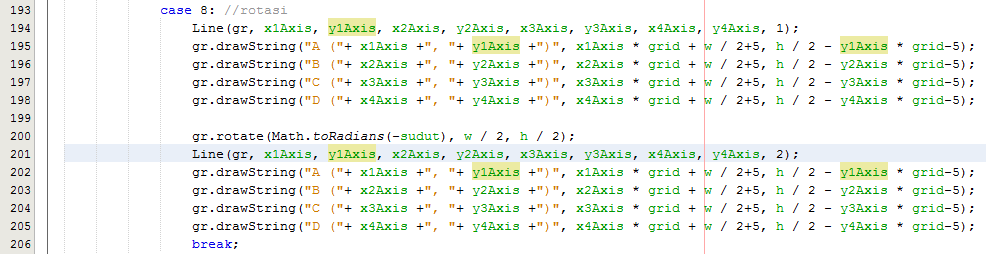 193 case 8: //rotasi
194 Line(gr, x1Axis, y1Axis, x2Axis, y2Axis, x3Axis, y3Axis, x4Axis, y4Axis, 1);
195 gr.drawString("A ("+ x1Axis +", "+ y1Axis +")", x1Axis * grid + w / 2+5, h / 2 - y1Axis * grid-5);
196 gr.drawString("B ("+ x2Axis +", "+ y2Axis +")", x2Axis * grid + w / 2+5, h / 2 - y2Axis * grid-5);
197 gr.drawString("C ("+ x3Axis +", "+ y3Axis +")", x3Axis * grid + w / 2+5, h / 2 - y3Axis * grid-5);
198 gr.drawString("D ("+ x4Axis +", "+ y4Axis +")", x4Axis * grid + w / 2+5, h / 2 - y4Axis * grid-5);
199
200 gr.rotate(Math.toRadians(-sudut), w / 2, h / 2);
201 Line(gr, x1Axis, y1Axis, x2Axis, y2Axis, x3Axis, y3Axis, x4Axis, y4Axis, 2);
202 gr.drawString("A ("+ x1Axis +", "+ y1Axis +")", x1Axis * grid + w / 2+5, h / 2 - y1Axis * grid-5);
203 gr.drawString("B ("+ x2Axis +", "+ y2Axis +")", x2Axis * grid + w / 2+5, h / 2 - y2Axis * grid-5);
204 gr.drawString("C ("+ x3Axis +", "+ y3Axis +")", x3Axis * grid + w / 2+5, h / 2 - y3Axis * grid-5);
205 gr.drawString("D ("+ x4Axis +", "+ y4Axis +")", x4Axis * grid + w / 2+5, h / 2 - y4Axis * grid-5);
206 break;